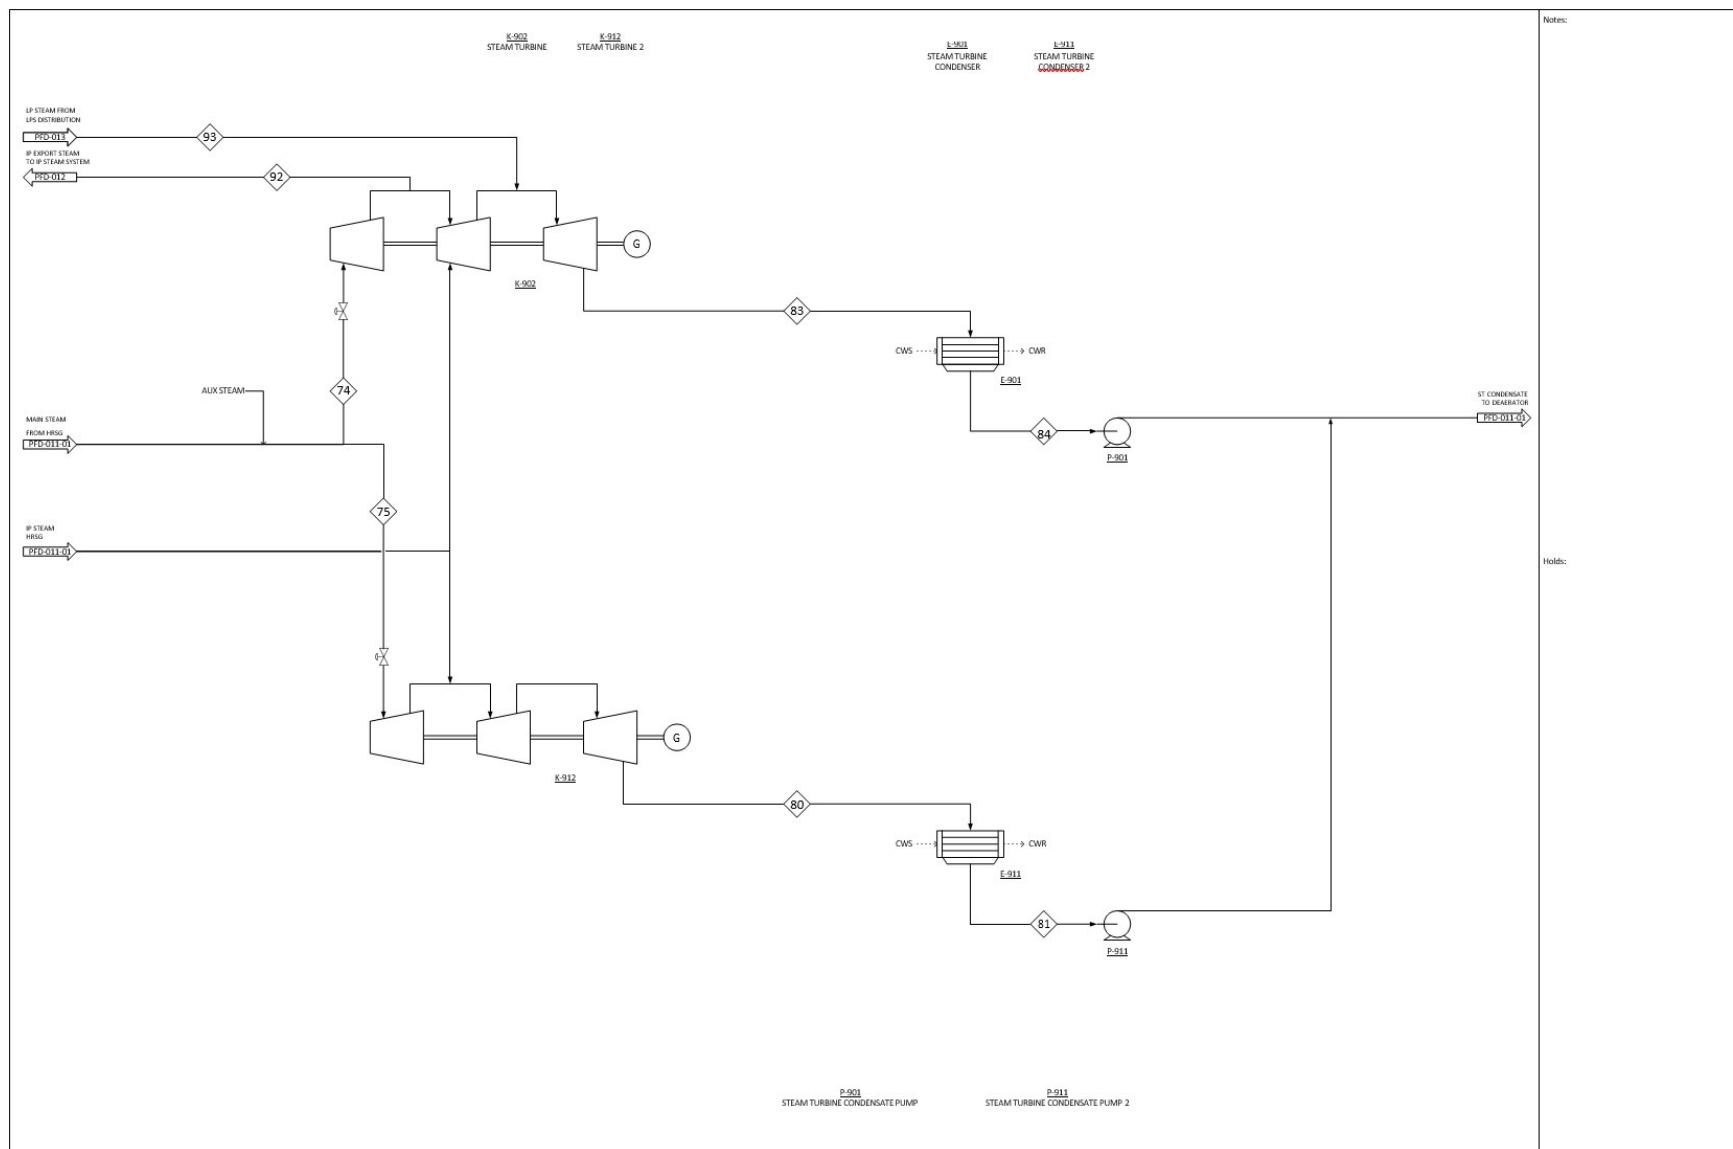 Notes:
K-902
STEAM TURBINE
K-912
STEAM TURBINE 2
E-901
STEAM TURBINE
CONDENSER
E-911
STEAM TURBINE
CONDENSER 2
LP STEAM FROM
LPS DISTRIBUTION
PFD-013
93
IP EXPORT STEAM
TO IP STEAM SYSTEM
PFD-012
92
G
K-902
83
CWS
CWR
E-901
AUX STEAM
74
MAIN STEAM
FROM HRSG
PFD-011-01
84
P-901
ST CONDENSATE
TO DEAERATOR
PFD-011-01
75
IP STEAM
HRSG
PFD-011-01
Holds:
G
K-912
80
CWS
CWR
E-911
81
P-911
P-901
STEAM TURBINE CONDENSATE PUMP
P-911
STEAM TURBINE CONDENSATE PUMP 2